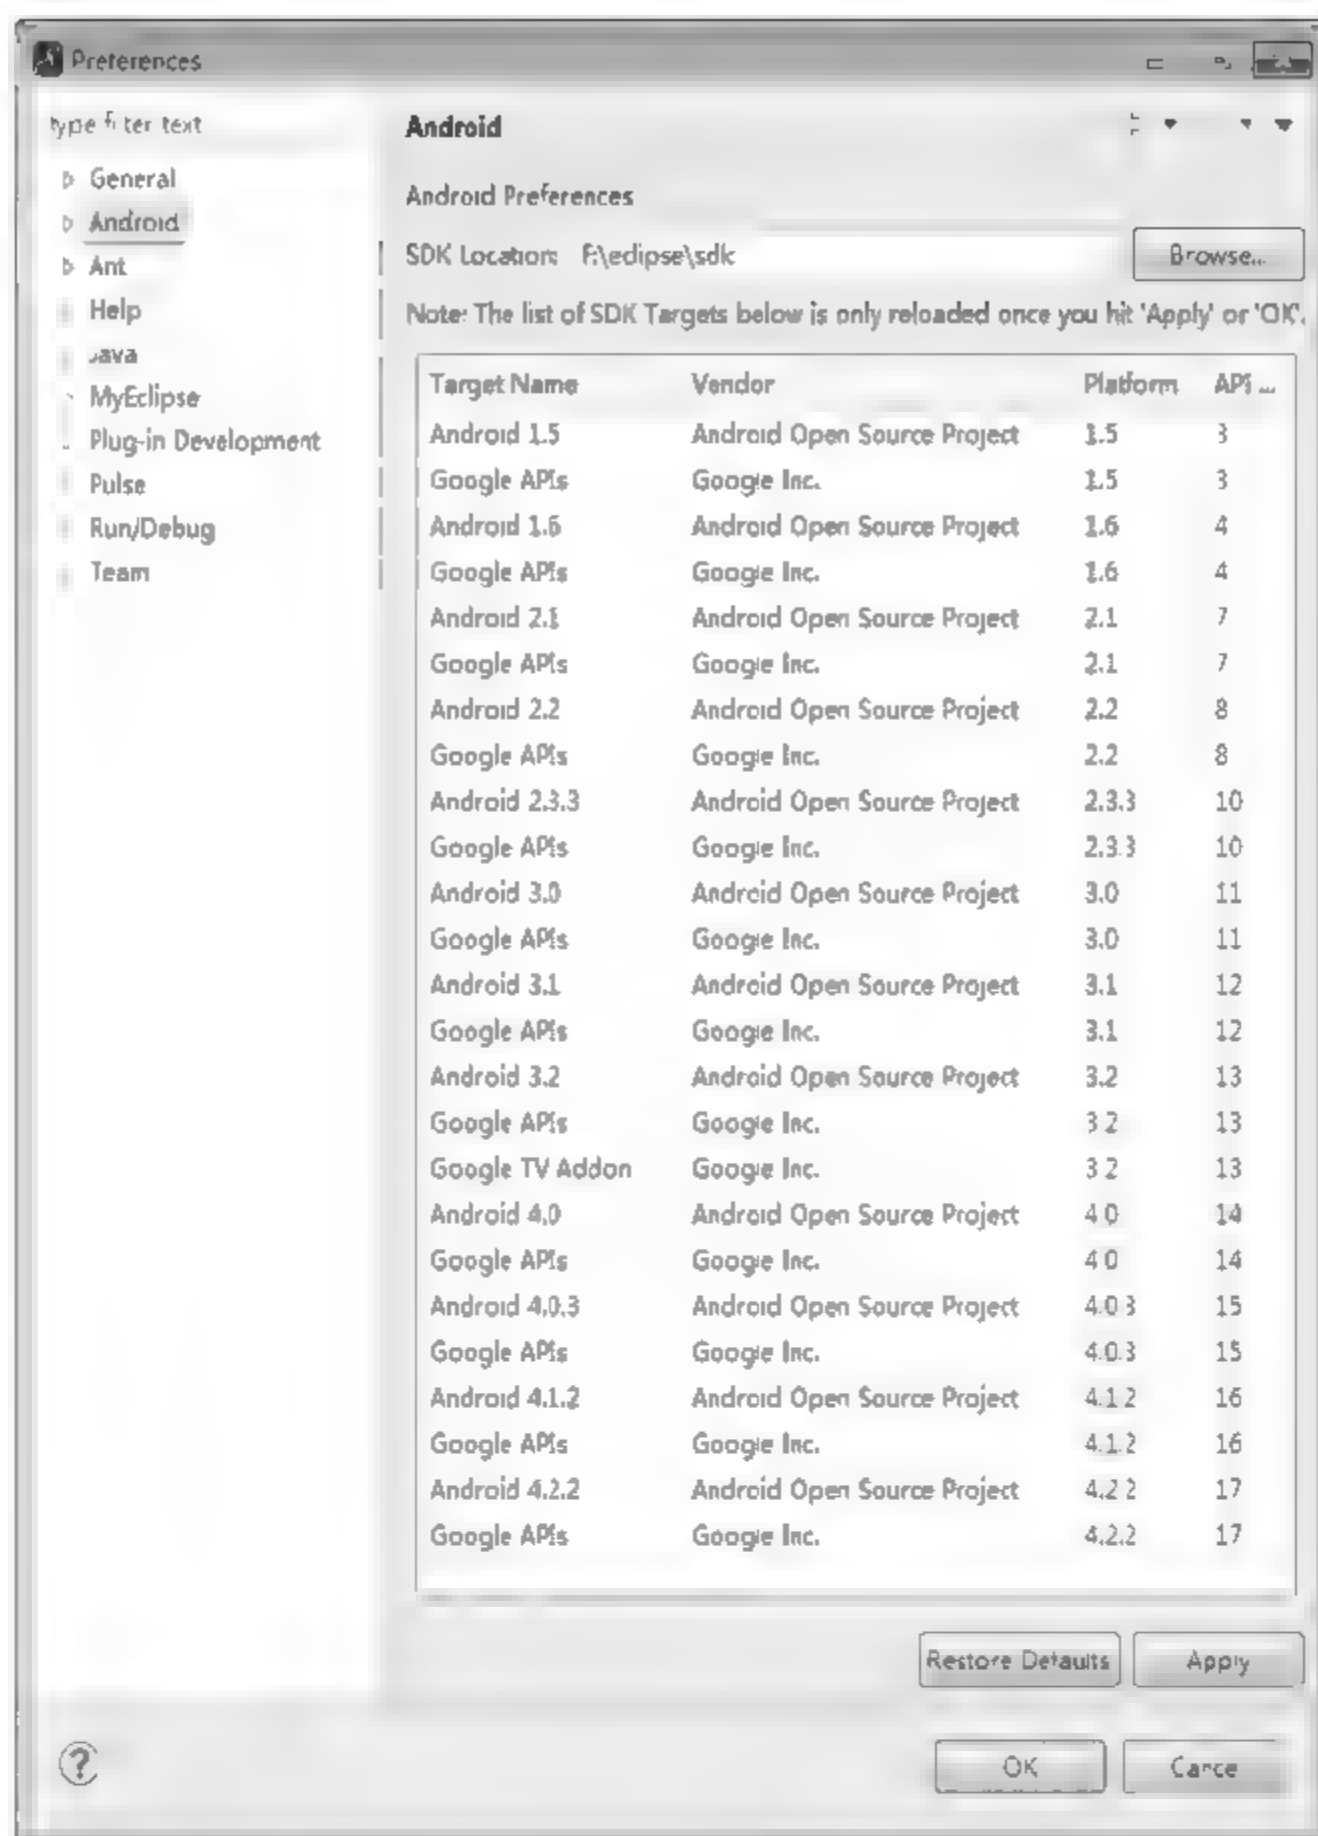 Preferences
type filter text
General
Android
Ant
Help
Java
MyEclipse
Plug-in Development
Pulse
Run/Debug
Team
Android
Android Preferences
SDK Location: F:\eclipse\sdk Browse...
Note: The list of SDK Targets below is only reloaded once you hit 'Apply' or 'OK'.
Target Name Vendor Platform API ...
Android 1.5 Android Open Source Project 1.5 3
Google APIs Google Inc. 1.5 3
Android 1.6 Android Open Source Project 1.6 4
Google APIs Google Inc. 1.6 4
Android 2.1 Android Open Source Project 2.1 7
Google APIs Google Inc. 2.1 7
Android 2.2 Android Open Source Project 2.2 8
Google APIs Google Inc. 2.2 8
Android 2.3.3 Android Open Source Project 2.3.3 10
Google APIs Google Inc. 2.3.3 10
Android 3.0 Android Open Source Project 3.0 11
Google APIs Google Inc. 3.0 11
Android 3.1 Android Open Source Project 3.1 12
Google APIs Google Inc. 3.1 12
Android 3.2 Android Open Source Project 3.2 13
Google APIs Google Inc. 3.2 13
Google TV Addon Google Inc. 3.2 13
Android 4.0 Android Open Source Project 4.0 14
Google APIs Google Inc. 4.0 14
Android 4.0.3 Android Open Source Project 4.0.3 15
Google APIs Google Inc. 4.0.3 15
Android 4.1.2 Android Open Source Project 4.1.2 16
Google APIs Google Inc. 4.1.2 16
Android 4.2.2 Android Open Source Project 4.2.2 17
Google APIs Google Inc. 4.2.2 17
Restore Defaults Apply
? OK Cancel